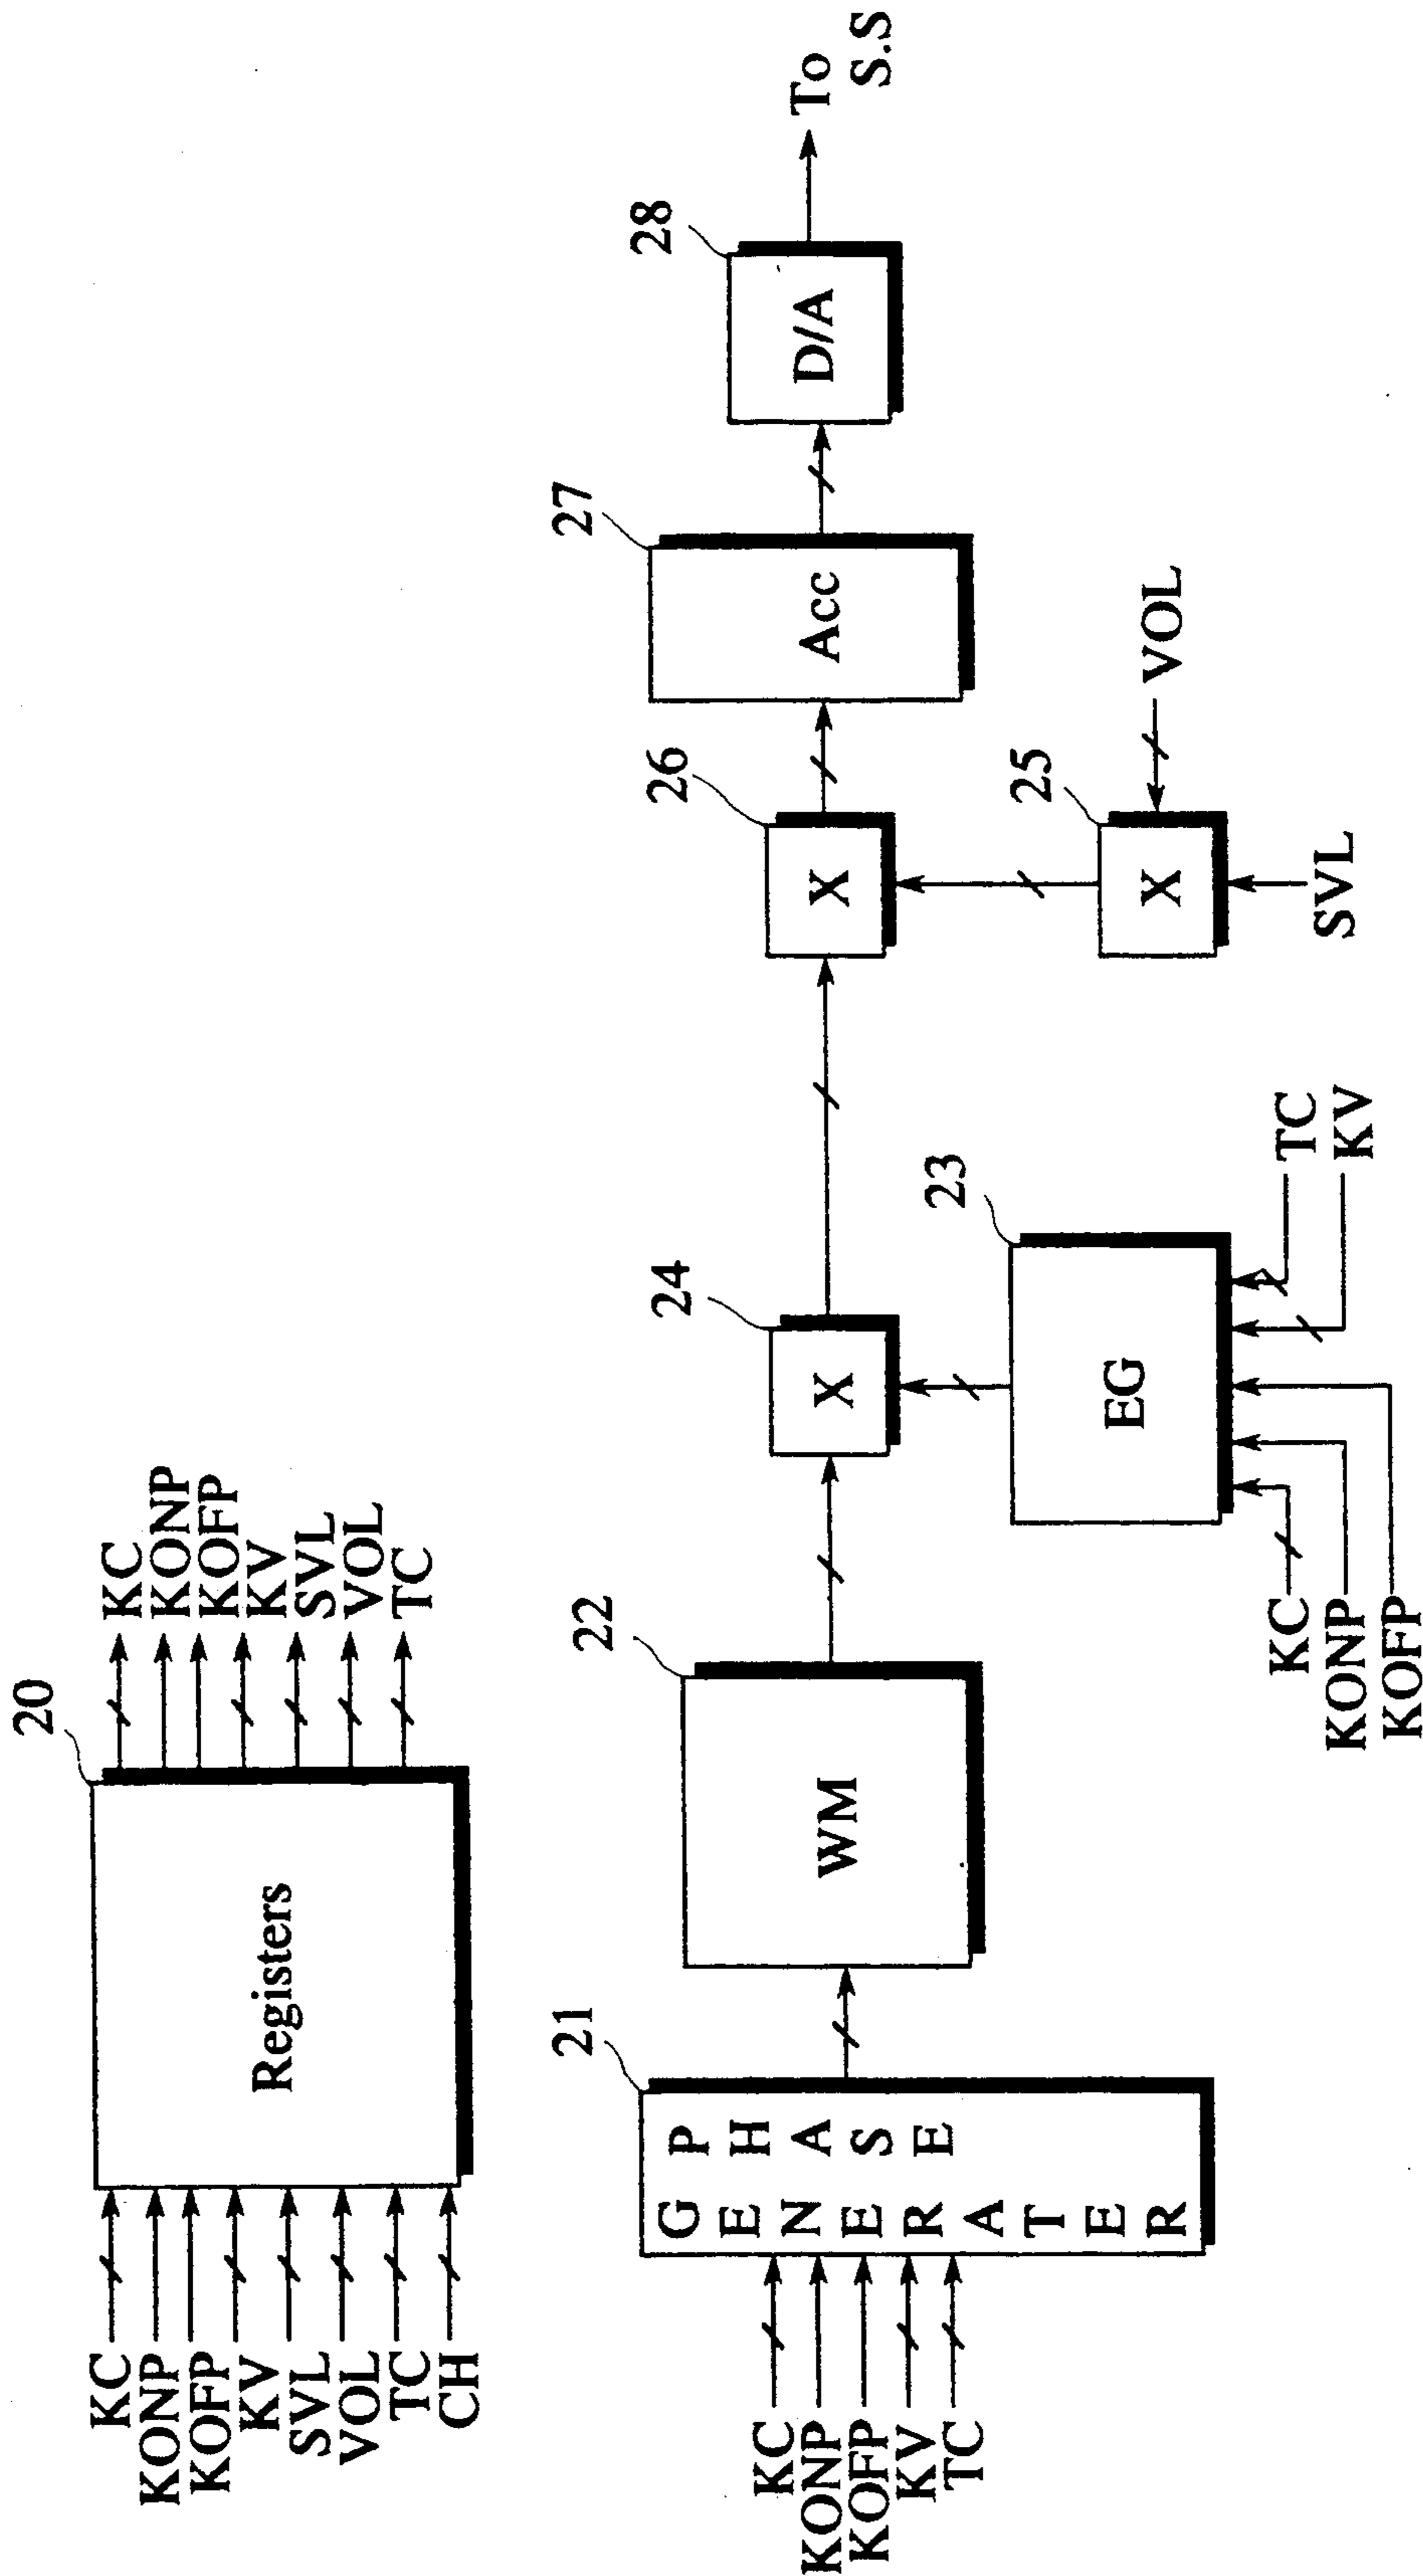 20
KC
KONP
KOFP
KV
SVL
VOL
TC
CH
Registers
KC
KONP
KOFP
KV
SVL
VOL
TC
21
KC
KONP
KOFP
KV
TC
PHASE
GENERATER
22
WM
24
X
23
EG
KC
KONP
KOFP
TC
KV
26
X
25
X
VOL
SVL
27
Acc
28
D/A
To
S.S